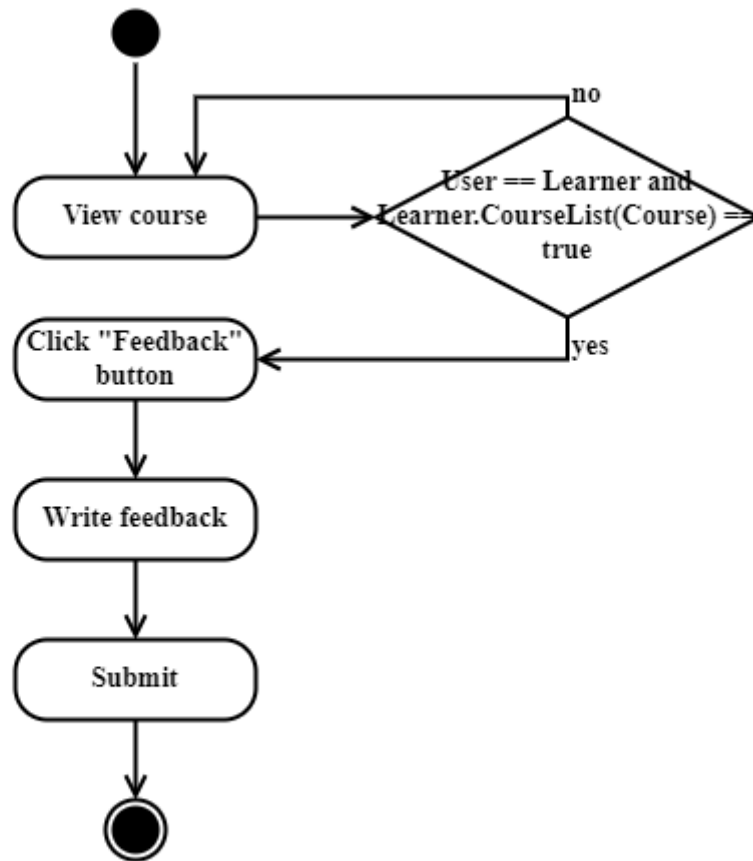 no
View course
User == Learner and
Learner.CourseList(Course) ==
true
Click "Feedback"
button
yes
Write feedback
Submit